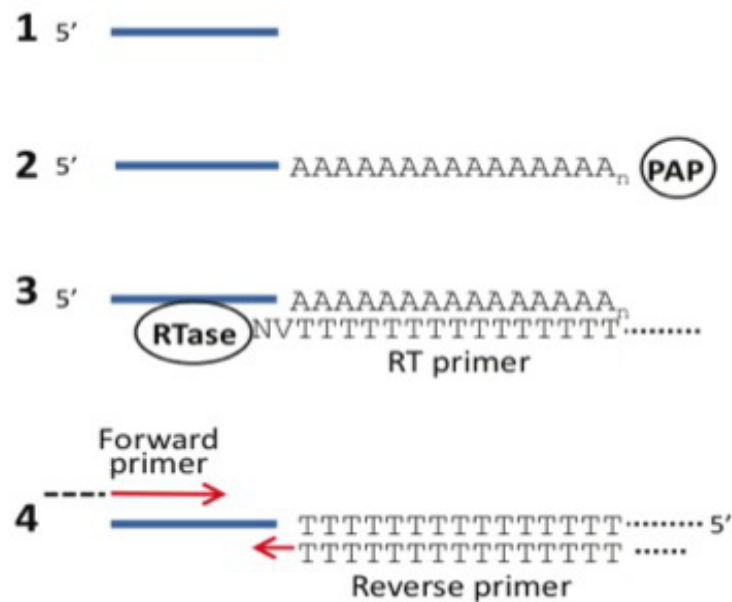 1 5′
2 5′ AAAAAAAAAAAAAAAn PAP
3 5′ AAAAAAAAAAAAAAAn
RTase NVTTTTTTTTTTTTTTT........
RT primer
Forward
primer
4 TTTTTTTTTTTTTTT........5′
TTTTTTTTTTTTTTT ......
Reverse primer